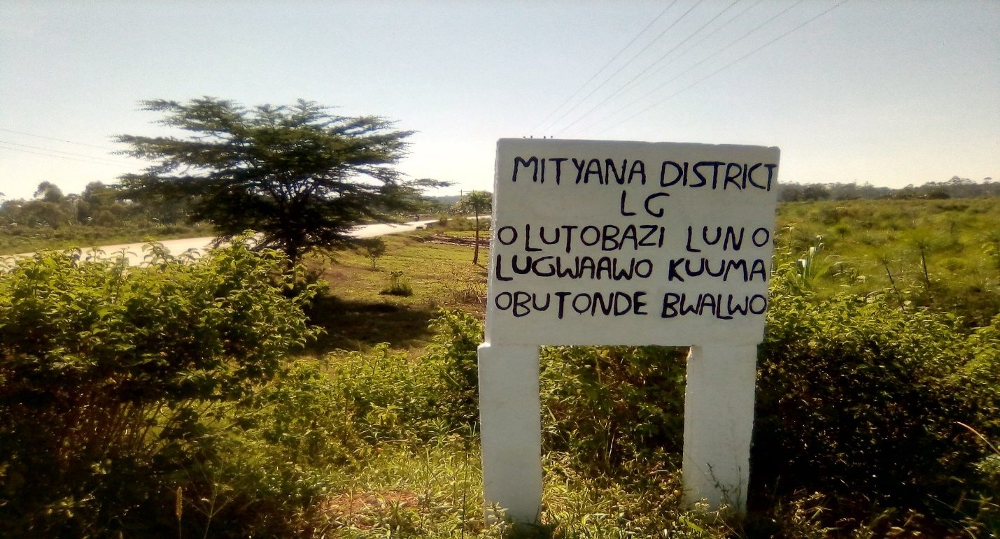 MITYANA DISTRICT
LG
OLUTOBAZI LUNO
LUGWAAWO KUUMA
OBUTONDE BWALWO